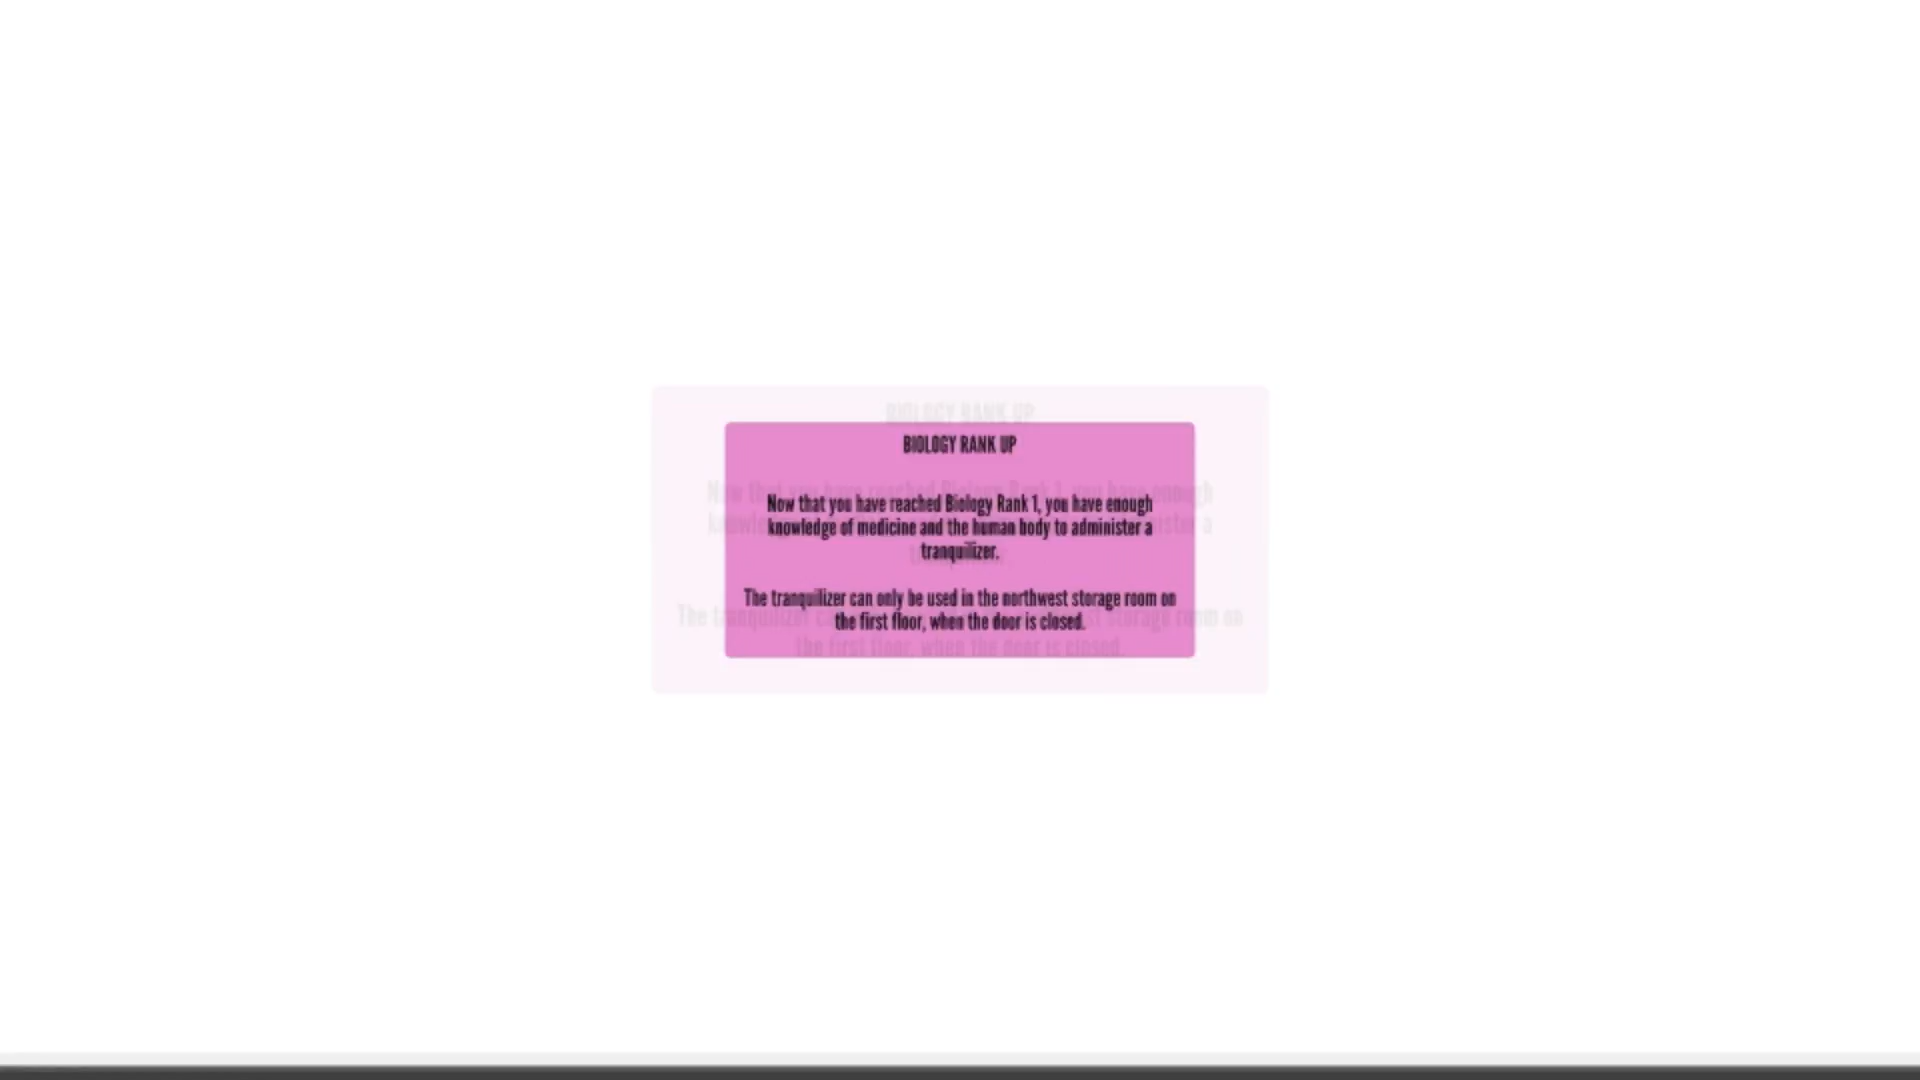 BIOLOGY RANK UP
Now that you have reached Biology Rank 1, you have enough
knowledge of medicine and the human body to administer a
tranquilizer.
The tranquilizer can only be used in the northwest storage room on
the first floor, when the door is closed.